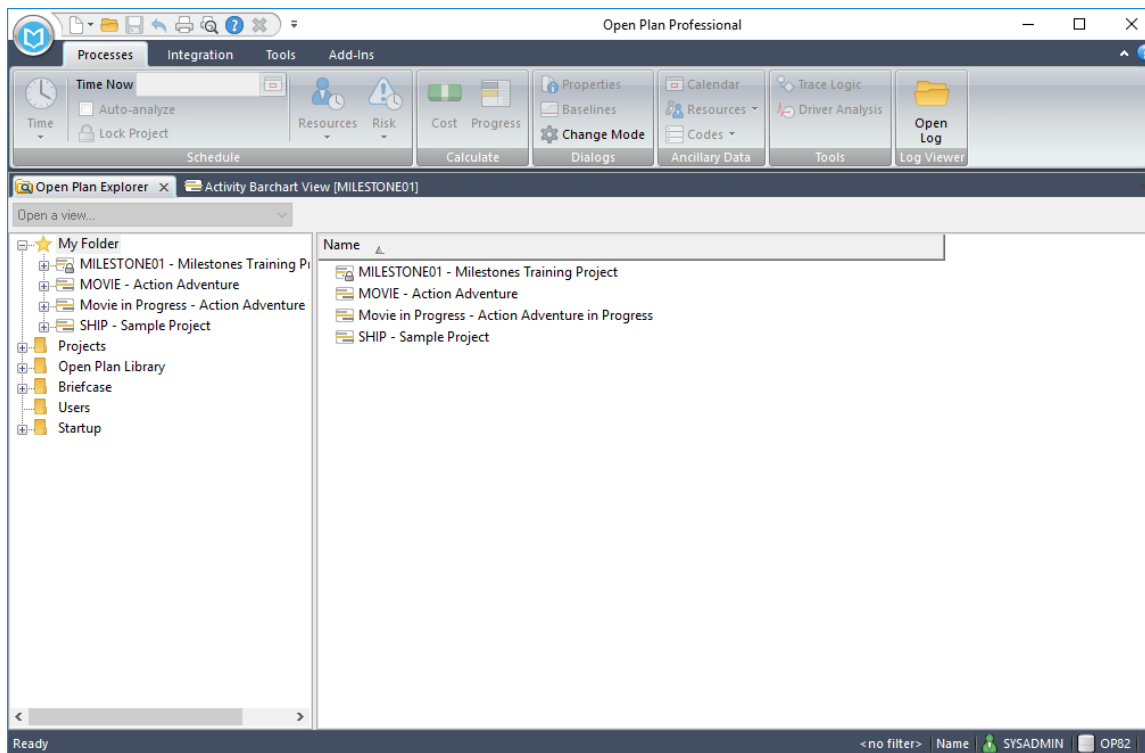 Open Plan Professional
Processes Integration Tools Add-Ins
Time Now
Auto-analyze
Lock Project
Time
Resources Risk
Cost Progress
Properties
Baselines
Change Mode
Calendar
Resources
Codes
Trace Logic
Driver Analysis
Open
Log
Schedule Calculate Dialogs Ancillary Data Tools Log Viewer
Open Plan Explorer Activity Barchart View [MILESTONE01]
Open a view...
My Folder
MILESTONE01 - Milestones Training P
MOVIE - Action Adventure
Movie in Progress - Action Adventure
SHIP - Sample Project
Projects
Open Plan Library
Briefcase
Users
Startup
Name
MILESTONE01 - Milestones Training Project
MOVIE - Action Adventure
Movie in Progress - Action Adventure in Progress
SHIP - Sample Project
Ready <no filter> Name SYSADMIN OP82